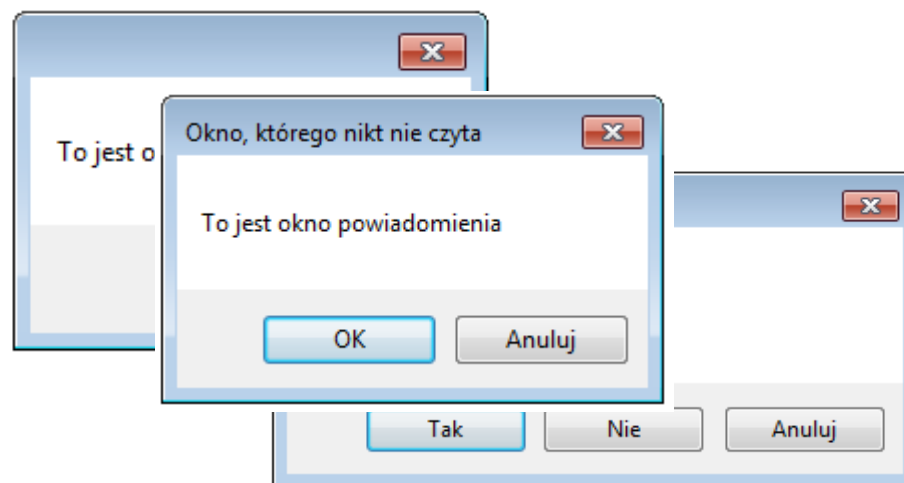 To jest o
Okno, którego nikt nie czyta
To jest okno powiadomienia
OK Anuluj
Tak Nie Anuluj